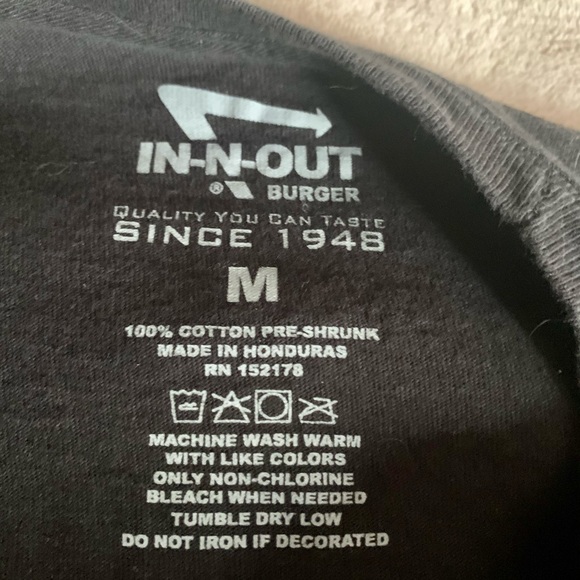 IN-N-OUT
® BURGER
QUALITY YOU CAN TASTE
SINCE 1948
M
100% COTTON PRE-SHRUNK
MADE IN HONDURAS
RN 152178
MACHINE WASH WARM
WITH LIKE COLORS
ONLY NON-CHLORINE
BLEACH WHEN NEEDED
TUMBLE DRY LOW
DO NOT IRON IF DECORATED